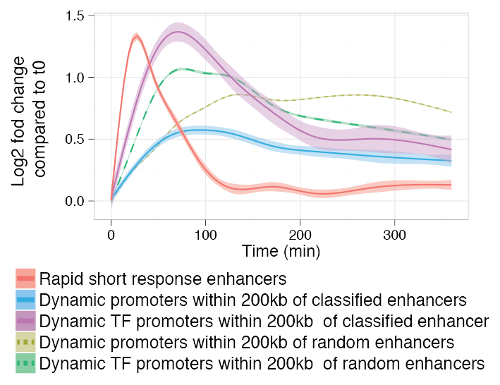 1.5
1.0
0.5
0.0
Log2 fold change
compared to t0
0 100 200 300
Time (min)
Rapid short response enhancers
Dynamic promoters within 200kb of classified enhancers
Dynamic TF promoters within 200kb of classified enhancer
Dynamic promoters within 200kb of random enhancers
Dynamic TF promoters within 200kb of random enhancers